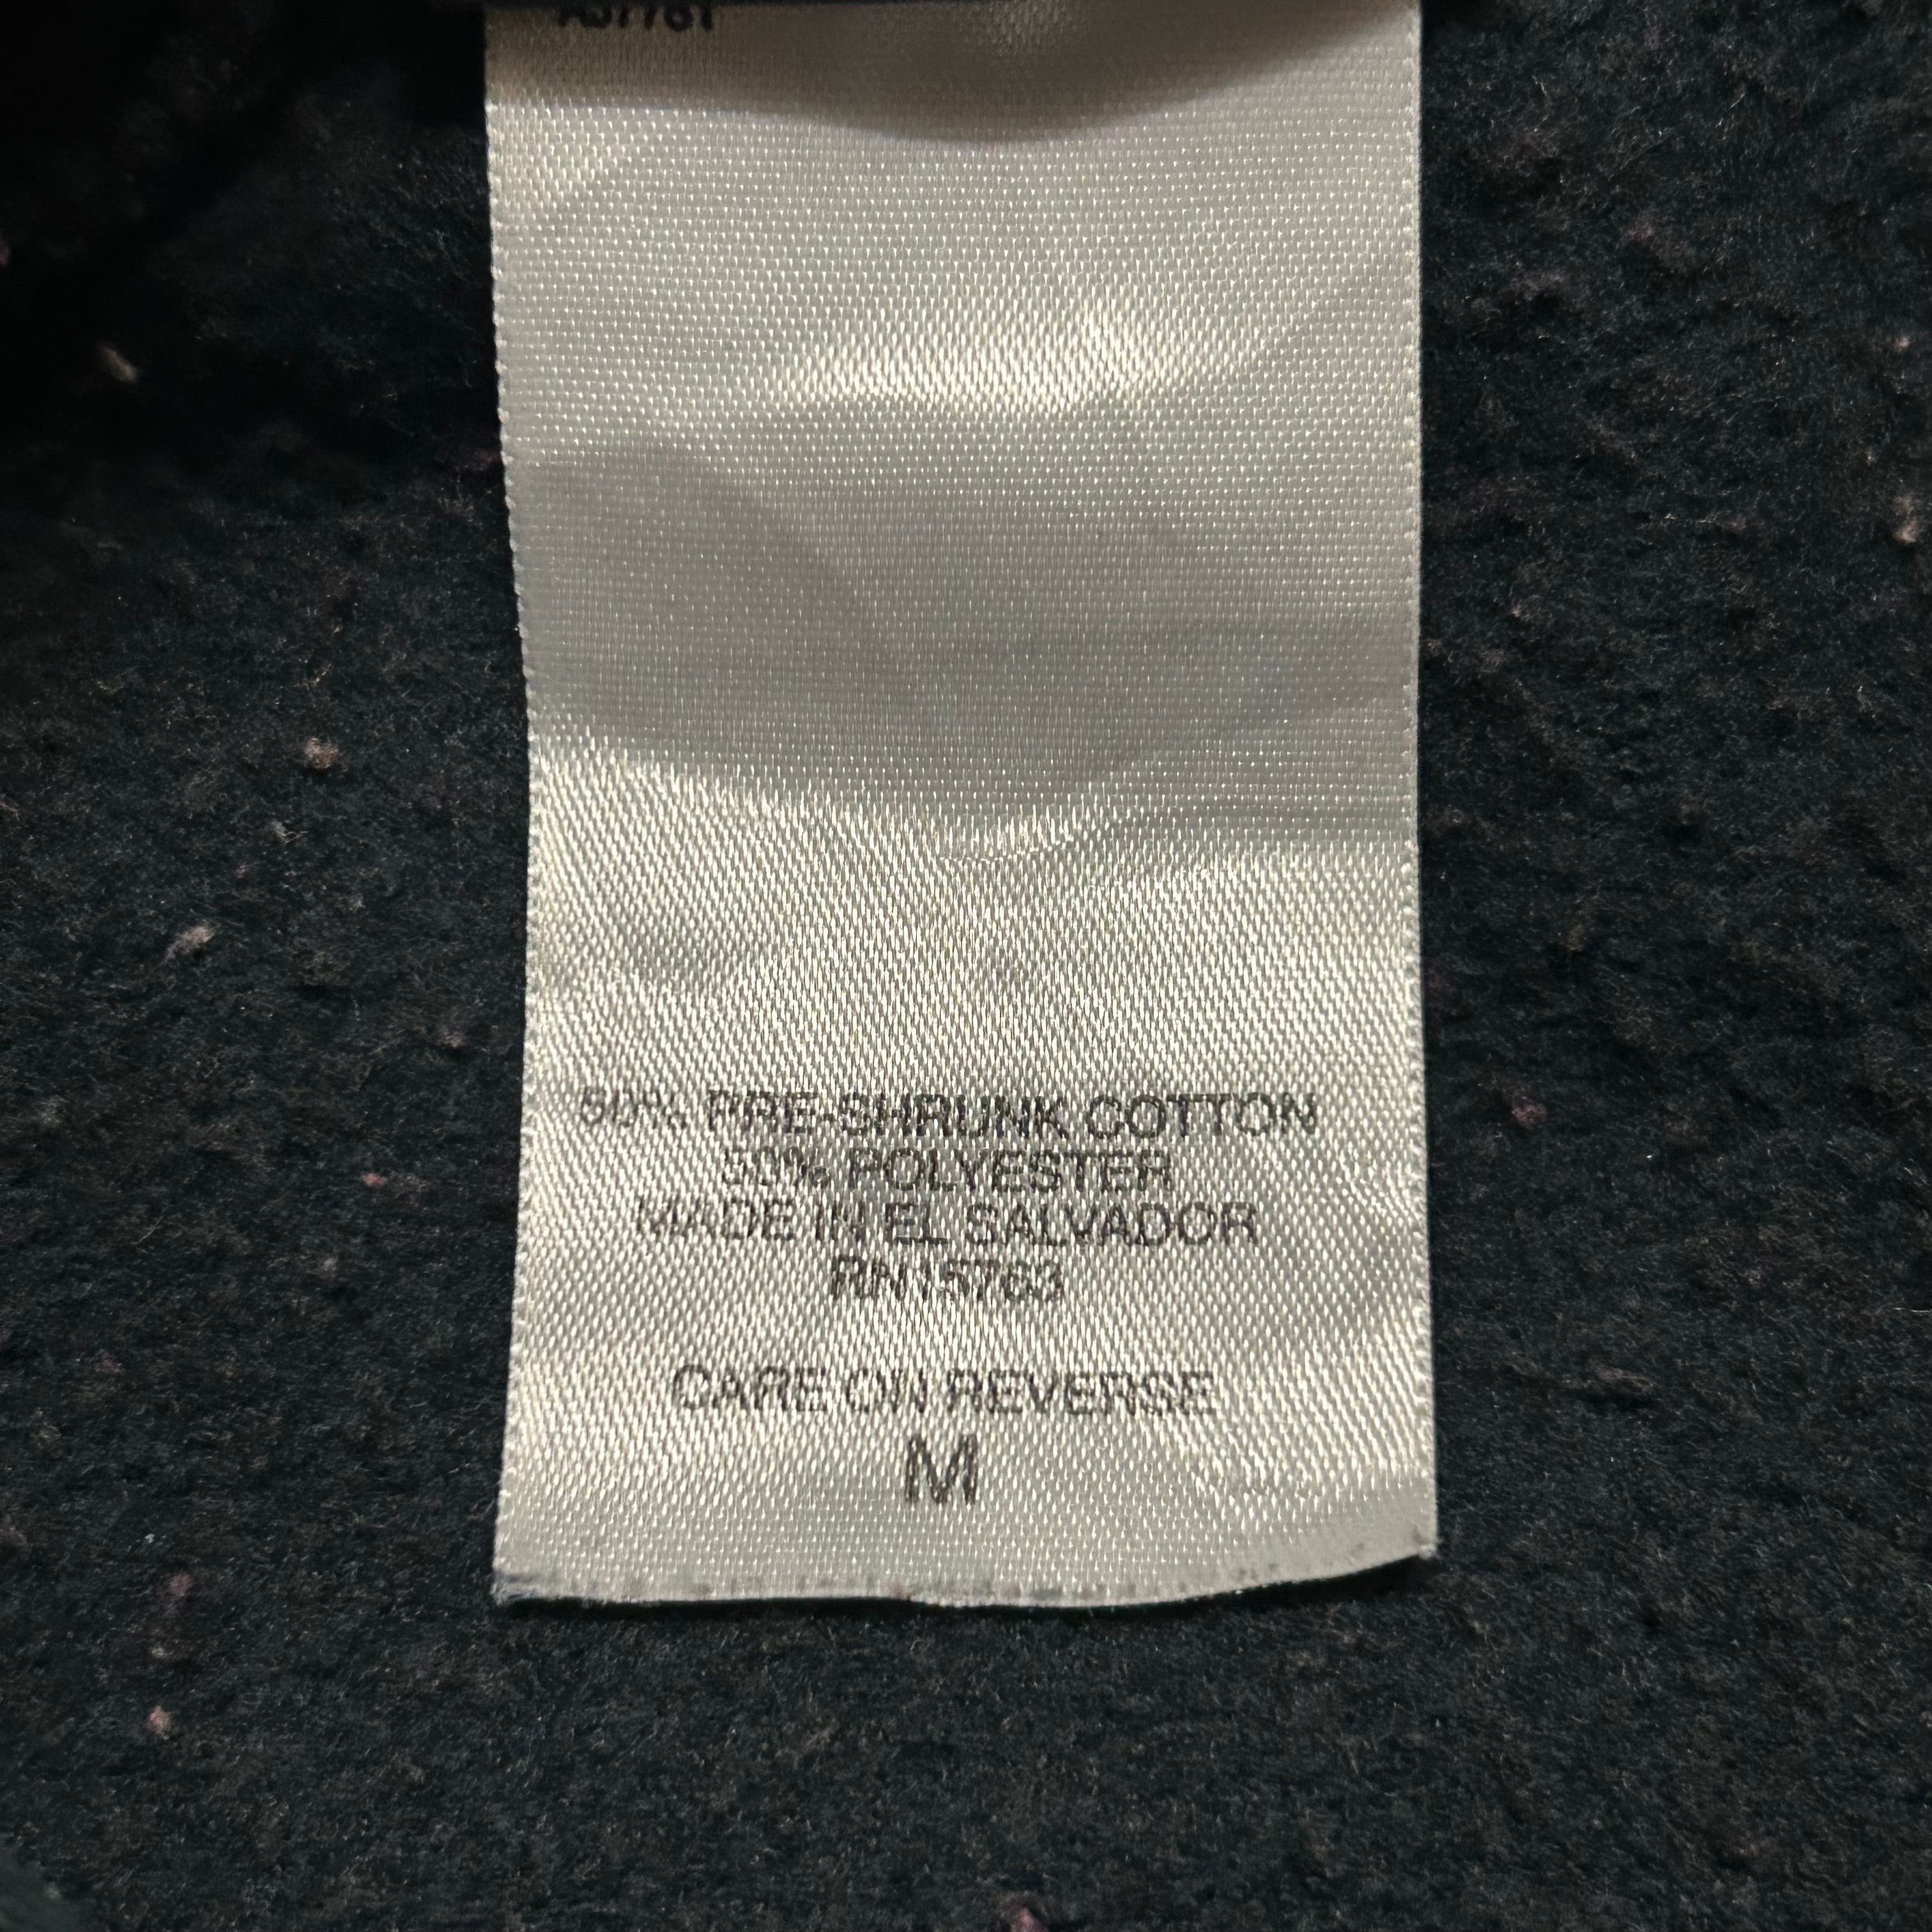 50% PRE-SHRUNK COTTON
50% POLYESTER
MADE IN EL SALVADOR
RN15763
CARE ON REVERSE
M